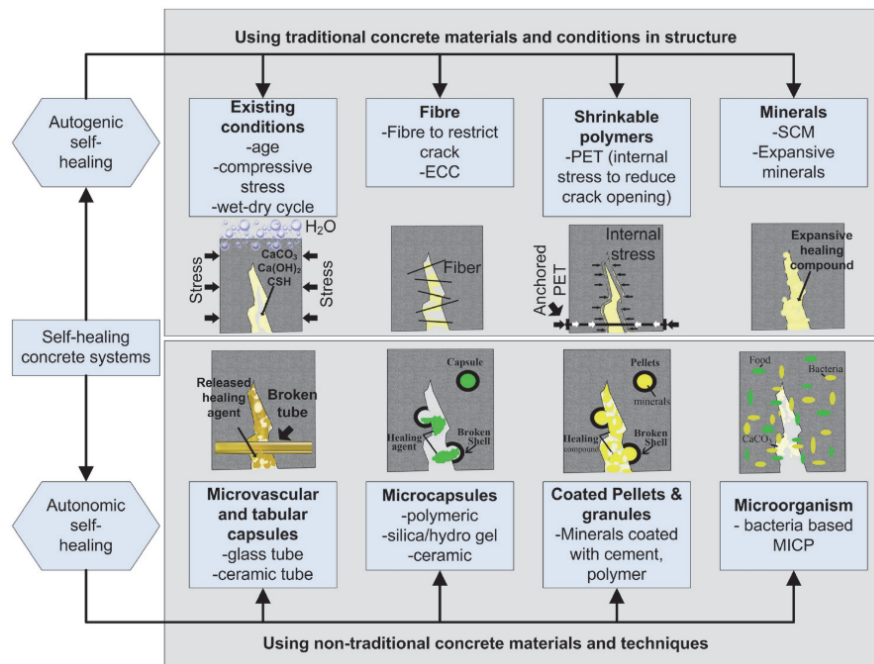 Using traditional concrete materials and conditions in structure
Autogenic
self-
healing
Existing
conditions
-age
-compressive
stress
-wet-dry cycle
Fibre
-Fibre to restrict
crack
-ECC
Shrinkable
polymers
-PET (internal
stress to reduce
crack opening)
Minerals
-SCM
-Expansive
minerals
H₂O
CaCO₃
Ca(OH)₂
CSH
Stress
Stress
Fiber
Internal
stress
Anchored
PET
Expansive
healing
compound
Self-healing
concrete systems
Released
healing
agent
Broken
tube
Capsule
Healing
agent
Broken
Shell
Pellets
minerals
Healing
compound
Broken
Shell
Food
Bacteria
CaCO₃
Autonomic
self-
healing
Microvascular
and tabular
capsules
-glass tube
-ceramic tube
Microcapsules
-polymeric
-silica/hydro gel
-ceramic
Coated Pellets &
granules
-Minerals coated
with cement,
polymer
Microorganism
- bacteria based
MICP
Using non-traditional concrete materials and techniques